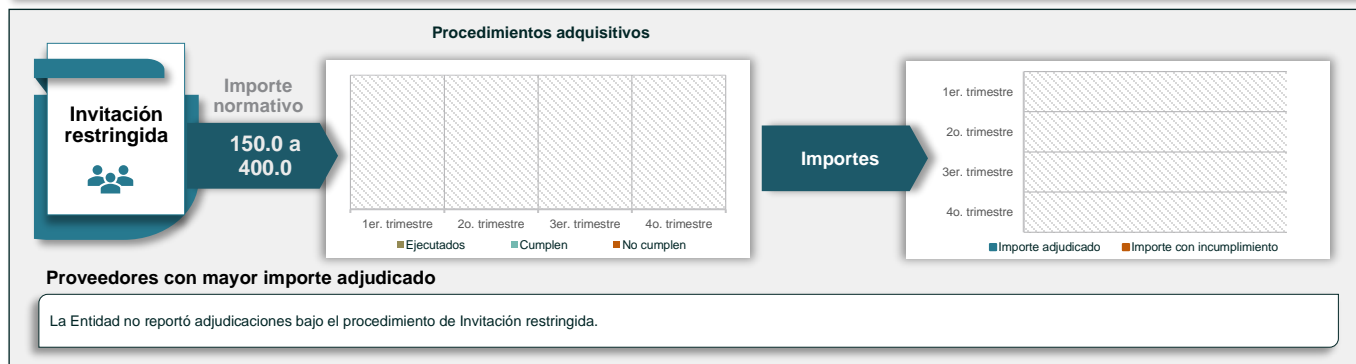 Procedimientos adquisitivos
Invitación
restringida
Importe
normativo
150.0 a
400.0
1er. trimestre
2o. trimestre
3er. trimestre
4o. trimestre
Ejecutados
Cumplen
No cumplen
Importes
1er. trimestre
2o. trimestre
3er. trimestre
4o. trimestre
Importe adjudicado
Importe con incumplimiento
Proveedores con mayor importe adjudicado
La Entidad no reportó adjudicaciones bajo el procedimiento de Invitación restringida.